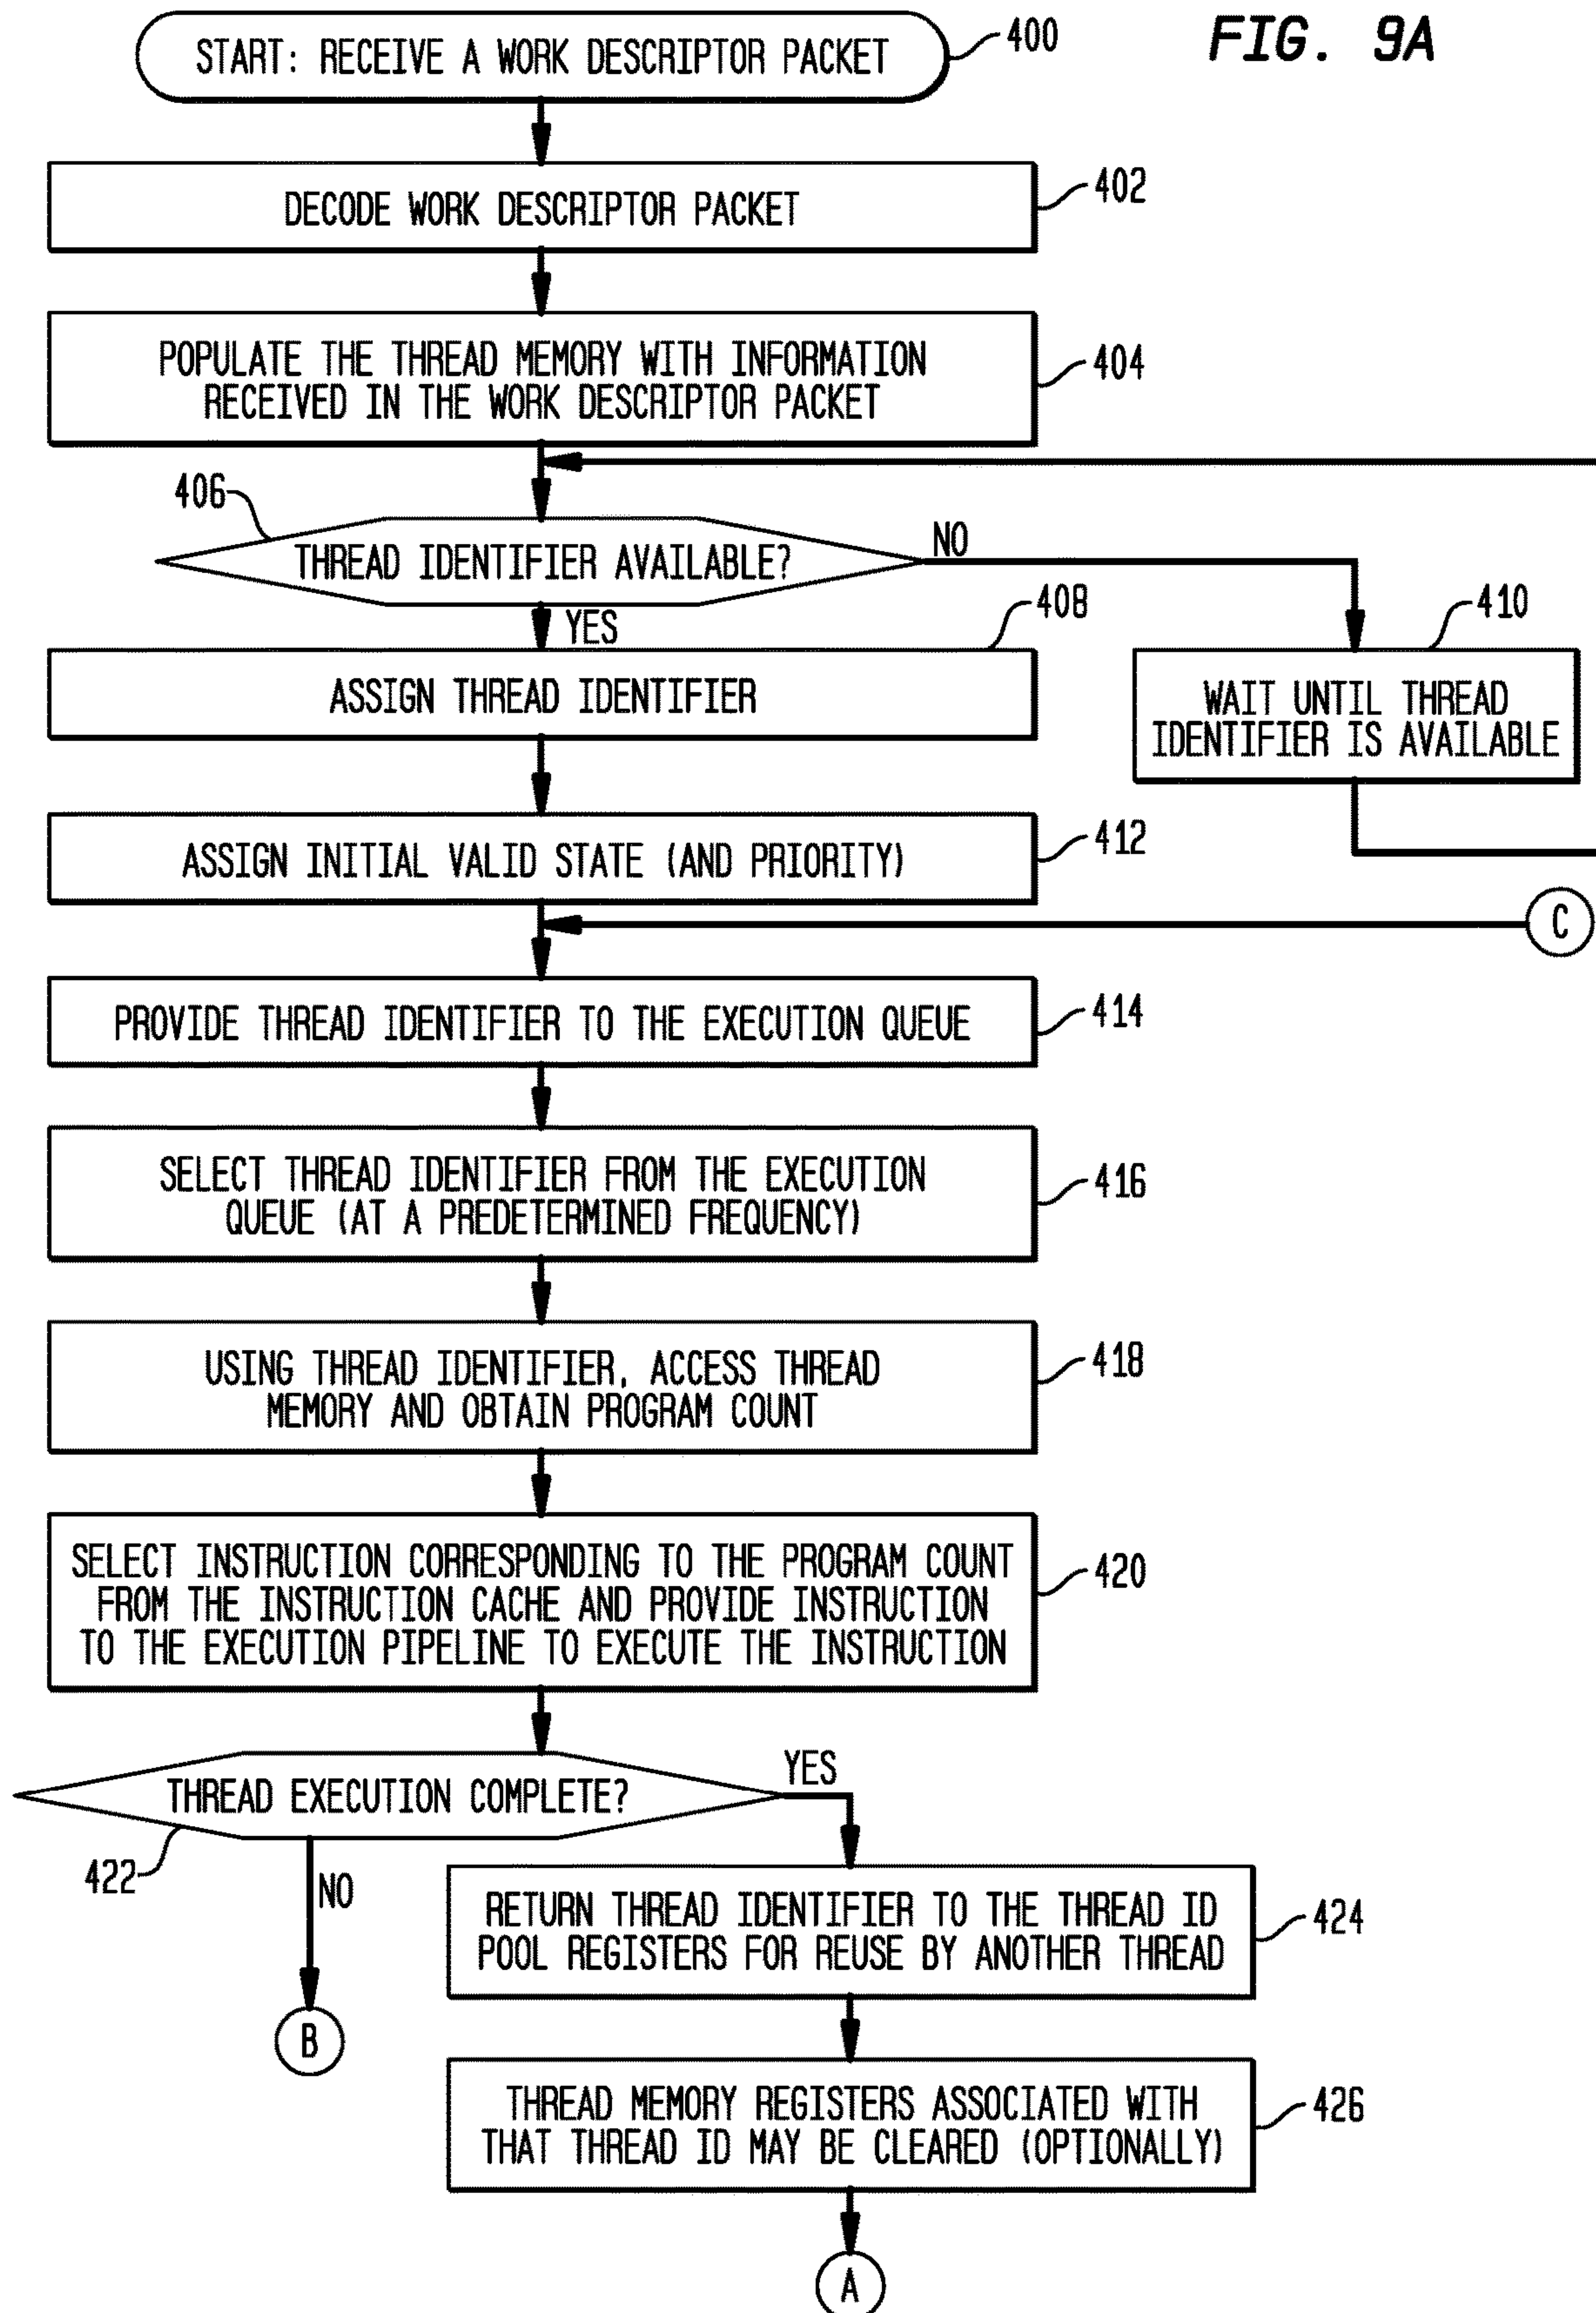 FIG. 9A
START: RECEIVE A WORK DESCRIPTOR PACKET
400
DECODE WORK DESCRIPTOR PACKET
402
POPULATE THE THREAD MEMORY WITH INFORMATION
RECEIVED IN THE WORK DESCRIPTOR PACKET
404
406
THREAD IDENTIFIER AVAILABLE?
NO
YES
408
ASSIGN THREAD IDENTIFIER
410
WAIT UNTIL THREAD
IDENTIFIER IS AVAILABLE
ASSIGN INITIAL VALID STATE (AND PRIORITY)
412
C
PROVIDE THREAD IDENTIFIER TO THE EXECUTION QUEUE
414
SELECT THREAD IDENTIFIER FROM THE EXECUTION
QUEUE (AT A PREDETERMINED FREQUENCY)
416
USING THREAD IDENTIFIER, ACCESS THREAD
MEMORY AND OBTAIN PROGRAM COUNT
418
SELECT INSTRUCTION CORRESPONDING TO THE PROGRAM COUNT
FROM THE INSTRUCTION CACHE AND PROVIDE INSTRUCTION
TO THE EXECUTION PIPELINE TO EXECUTE THE INSTRUCTION
420
THREAD EXECUTION COMPLETE?
YES
422
NO
B
RETURN THREAD IDENTIFIER TO THE THREAD ID
POOL REGISTERS FOR REUSE BY ANOTHER THREAD
424
THREAD MEMORY REGISTERS ASSOCIATED WITH
THAT THREAD ID MAY BE CLEARED (OPTIONALLY)
426
A